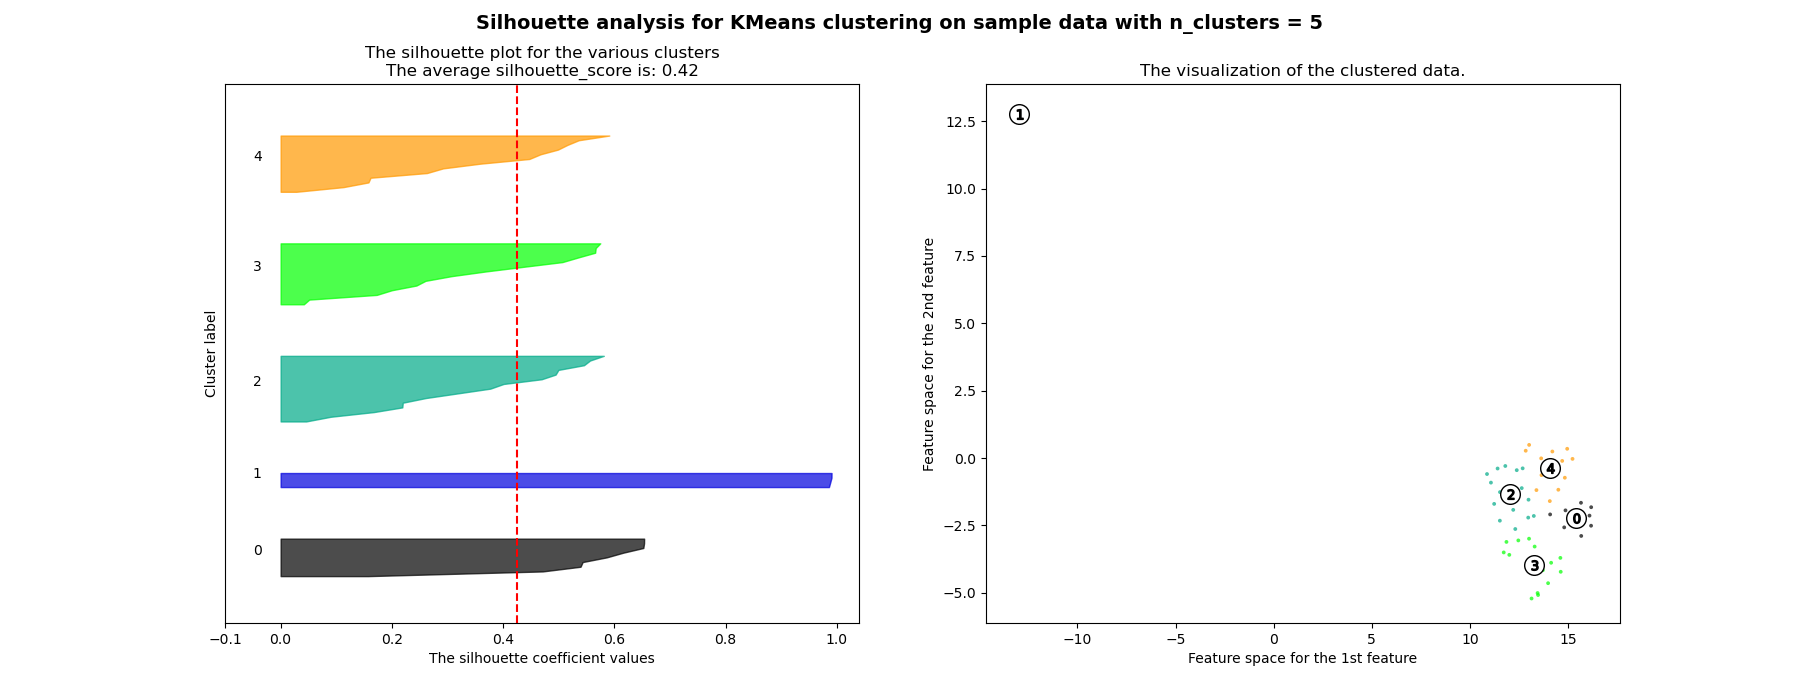 Silhouette analysis for KMeans clustering on sample data with n_clusters = 5
The silhouette plot for the various clusters
The average silhouette_score is: 0.42
4
3
2
1
0
Cluster label
−0.1 0.0 0.2 0.4 0.6 0.8 1.0
The silhouette coefficient values
The visualization of the clustered data.
12.5
10.0
7.5
5.0
2.5
0.0
−2.5
−5.0
Feature space for the 2nd feature
1
4
2
0
3
−10 −5 0 5 10 15
Feature space for the 1st feature